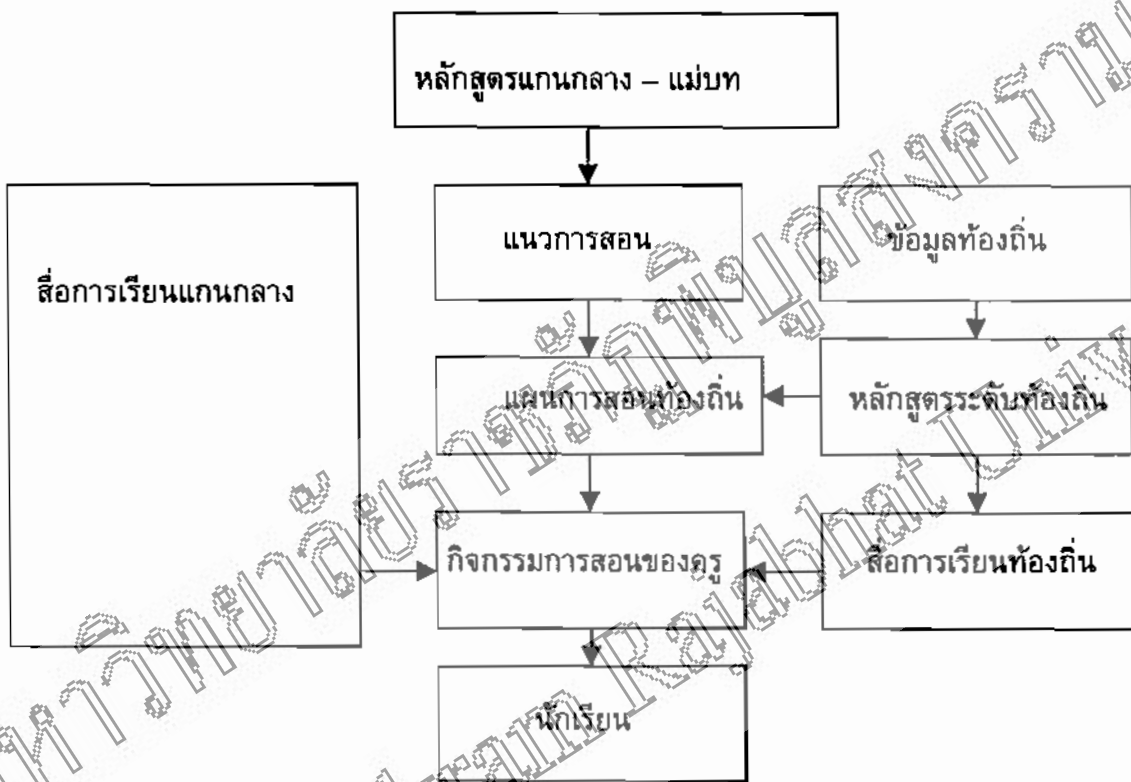 หลักสูตรแกนกลาง – แม่บท
แนวการสอน
ข้อมูลท้องถิ่น
สื่อการเรียนแกนกลาง
แผนการสอนท้องถิ่น
หลักสูตรระดับท้องถิ่น
กิจกรรมการสอนของครู
สื่อการเรียนท้องถิ่น
นักเรียน